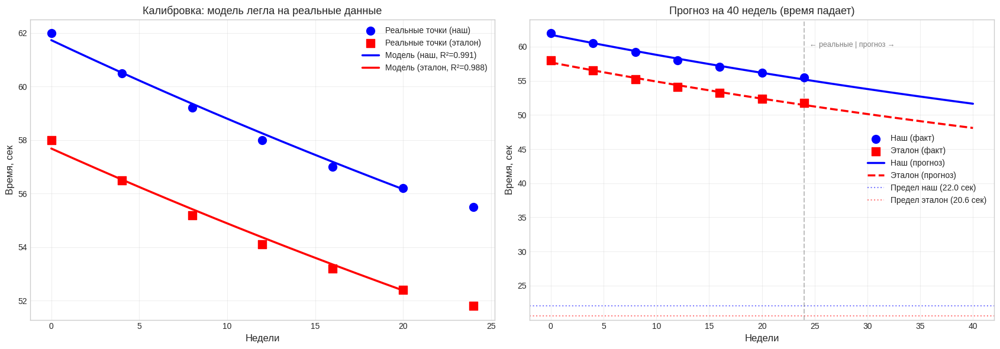 Калибровка: модель легла на реальные данные
Время, сек
62
60
58
56
54
52
0 5 10 15 20 25
Недели
Реальные точки (наш)
Реальные точки (эталон)
Модель (наш, R²=0.991)
Модель (эталон, R²=0.988)
Прогноз на 40 недель (время падает)
Время, сек
60
55
50
45
40
35
30
25
0 5 10 15 20 25 30 35 40
Недели
← реальные | прогноз →
Наш (факт)
Эталон (факт)
Наш (прогноз)
Эталон (прогноз)
Предел наш (22.0 сек)
Предел эталон (20.6 сек)